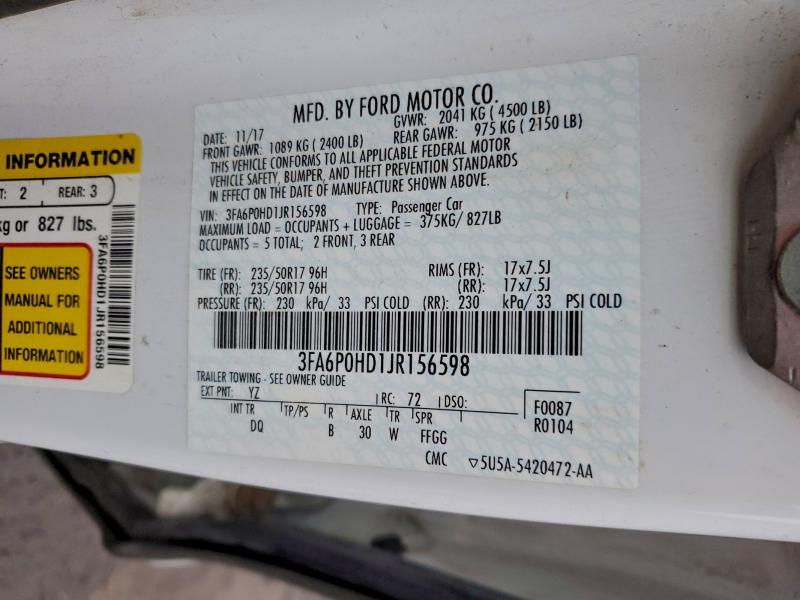 INFORMATION
T: 2 REAR: 3
kg or 827 lbs.
SEE OWNERS
MANUAL FOR
ADDITIONAL
INFORMATION
3FA6P0HD1JR156598
MFD. BY FORD MOTOR CO.
DATE: 11/17 GVWR: 2041 KG ( 4500 LB)
FRONT GAWR: 1089 KG ( 2400 LB) REAR GAWR: 975 KG ( 2150 LB)
THIS VEHICLE CONFORMS TO ALL APPLICABLE FEDERAL MOTOR
VEHICLE SAFETY, BUMPER, AND THEFT PREVENTION STANDARDS
IN EFFECT ON THE DATE OF MANUFACTURE SHOWN ABOVE.
VIN: 3FA6P0HD1JR156598 TYPE: Passenger Car
MAXIMUM LOAD = OCCUPANTS + LUGGAGE = 375KG/ 827LB
OCCUPANTS = 5 TOTAL; 2 FRONT, 3 REAR
TIRE (FR): 235/50R17 96H RIMS (FR): 17x7.5J
(RR): 235/50R17 96H (RR): 17x7.5J
PRESSURE (FR): 230 kPa/ 33 PSI COLD (RR): 230 kPa/ 33 PSI COLD
3FA6P0HD1JR156598
TRAILER TOWING - SEE OWNER GUIDE
EXT PNT: YZ RC: 72 DSO: F0087
INT TR TP/PS R AXLE TR SPR R0104
DQ B 30 W FFGG
CMC ▽5U5A-5420472-AA